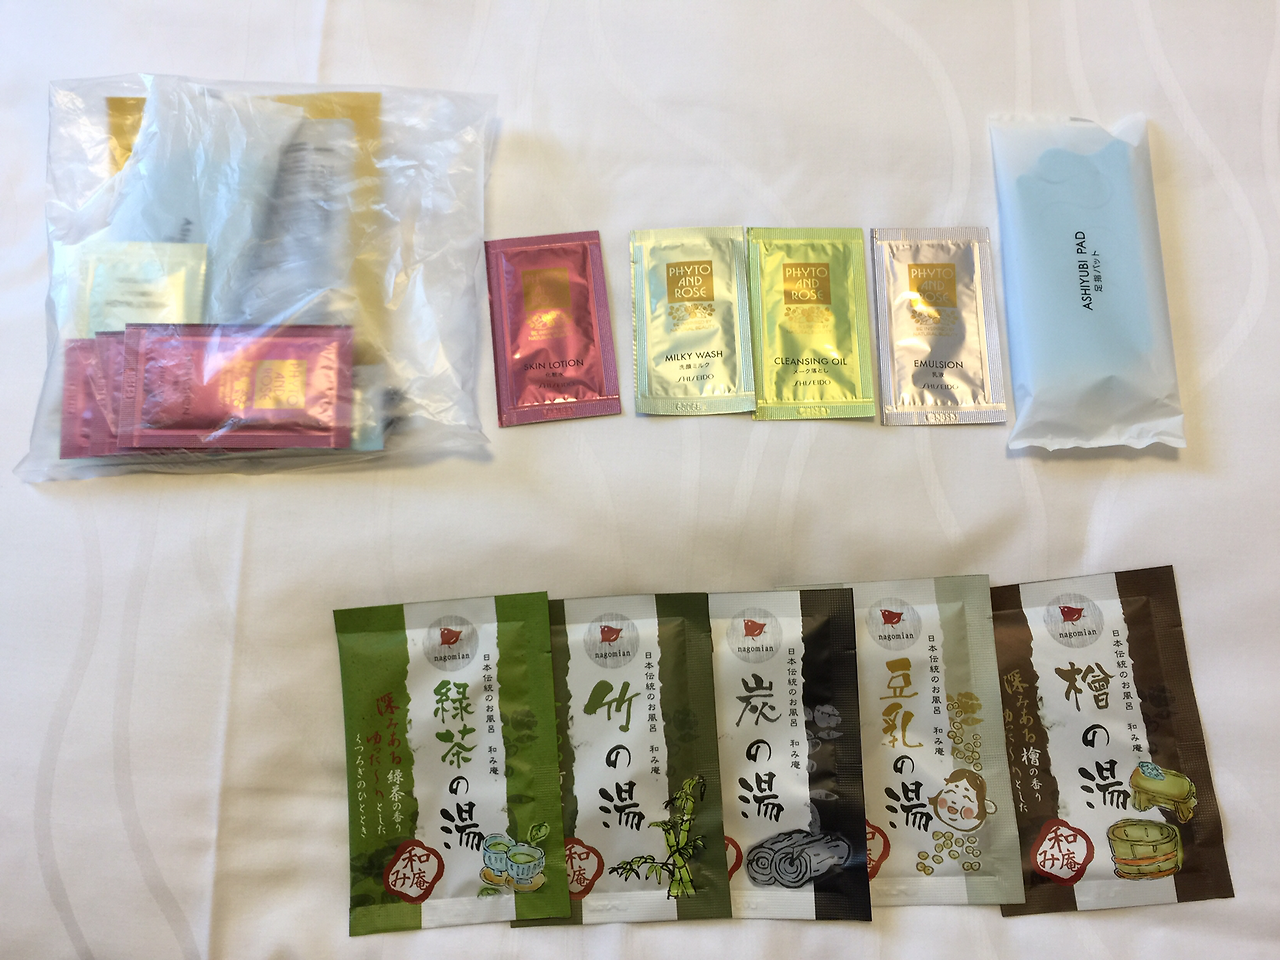 SKIN LOTION
化粧水
SHISEIDO
PHYTO
AND
ROSE
MILKY WASH
洗顔ミルク
SHISEIDO
PHYTO
AND
ROSE
CLEANSING OIL
メーク落とし
SHISEIDO
PHYTO
AND
ROSE
EMULSION
乳液
SHISEIDO
ASHIYUBI PAD
足指パット
nagomian
日本伝統のお風呂 和み庵
緑茶の湯
深みある緑茶の香り
ゆった〜りとした
くつろぎのひととき
和み庵
nagomian
日本伝統のお風呂 和み庵
竹の湯
和み庵
nagomian
日本伝統のお風呂 和み庵
炭の湯
nagomian
日本伝統のお風呂 和み庵
豆乳の湯
nagomian
日本伝統のお風呂 和み庵
檜の湯
深みある檜の香り
ゆった〜りとした
和み庵